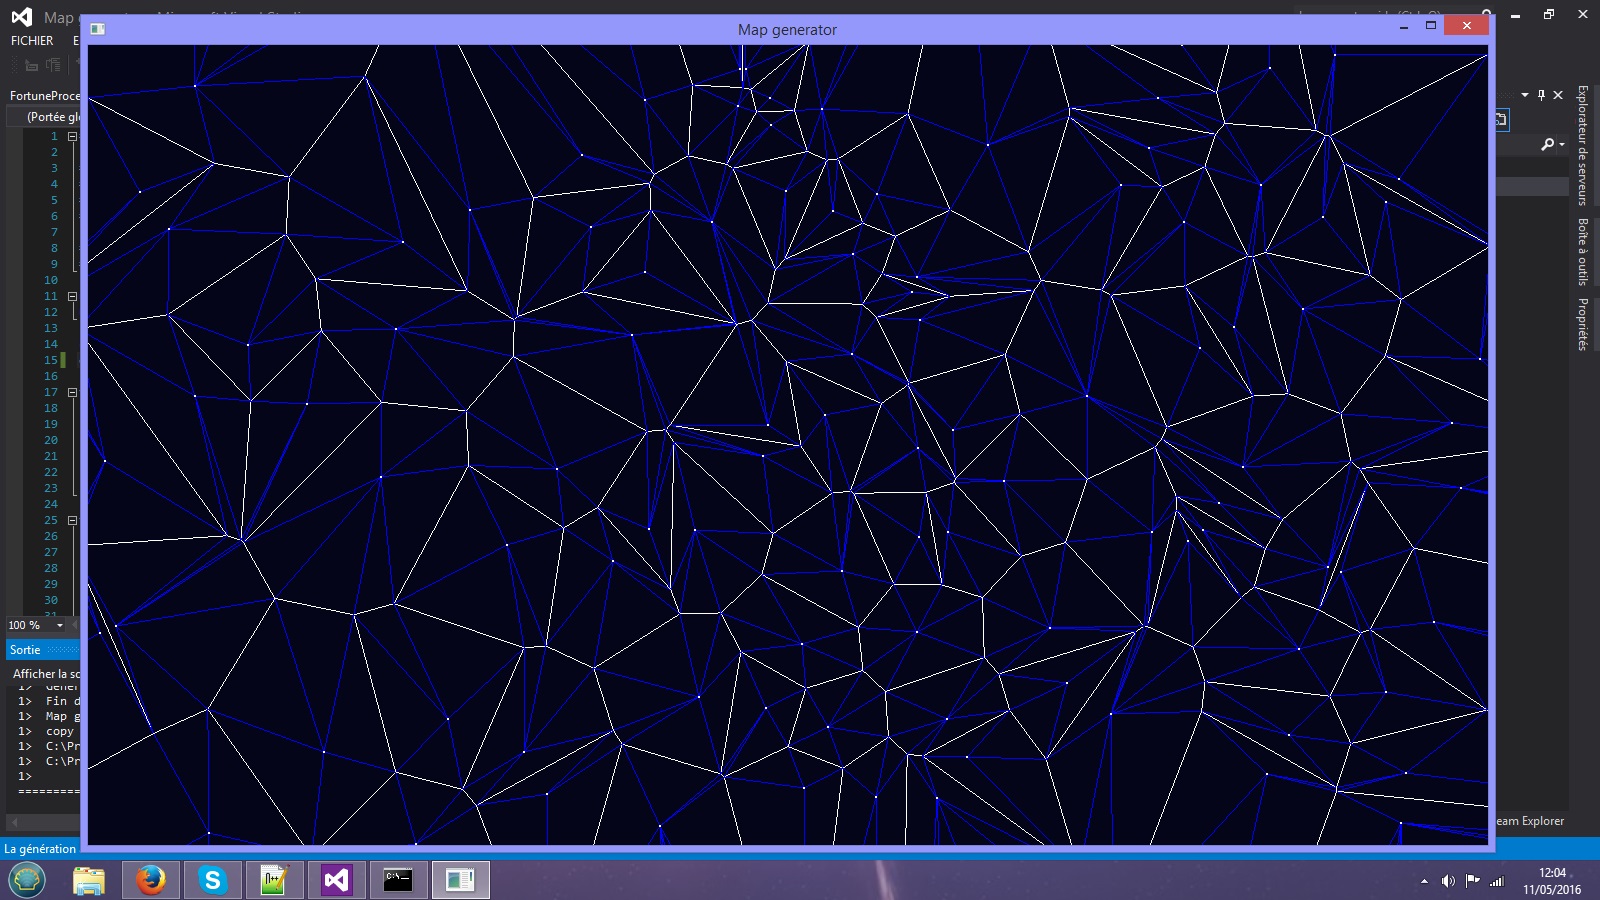 Map generator
FICHIER
FortuneProce
(Portée glo
1
2
3
4
5
6
7
8
9
10
11
12
13
14
15
16
17
18
19
20
21
22
23
24
25
26
27
28
29
30
31
100 %
Sortie
Afficher la so
1>
1> Fin d
1> Map g
1> copy
1> C:\Pr
1> C:\Pr
1>
==========
La génération
Explorateur de serveurs
Boîte à outils
Propriétés
eam Explorer
12:04
11/05/2016